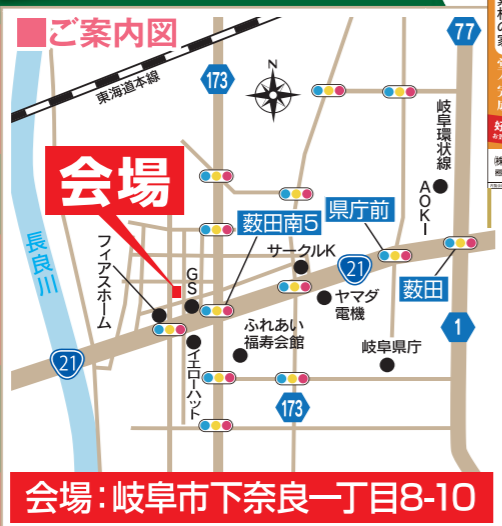 ■ご案内図
77
173
N
東海道本線
岐阜環状線
AOKI
会場
長良川
フィアスホーム
GS
薮田南5
県庁前
サークルK
21
薮田
ヤマダ
電機
ふれあい
福寿会館
岐阜県庁
イエローハット
1
21
173
会場：岐阜市下奈良一丁目8-10